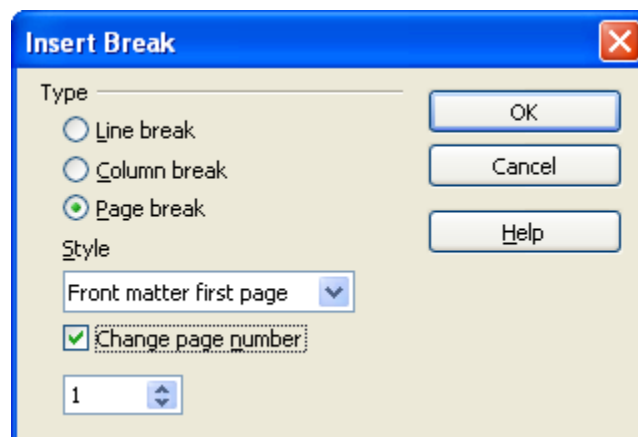 Insert Break
Type
Line break
Column break
Page break
Style
Front matter first page
Change page number
1
OK
Cancel
Help